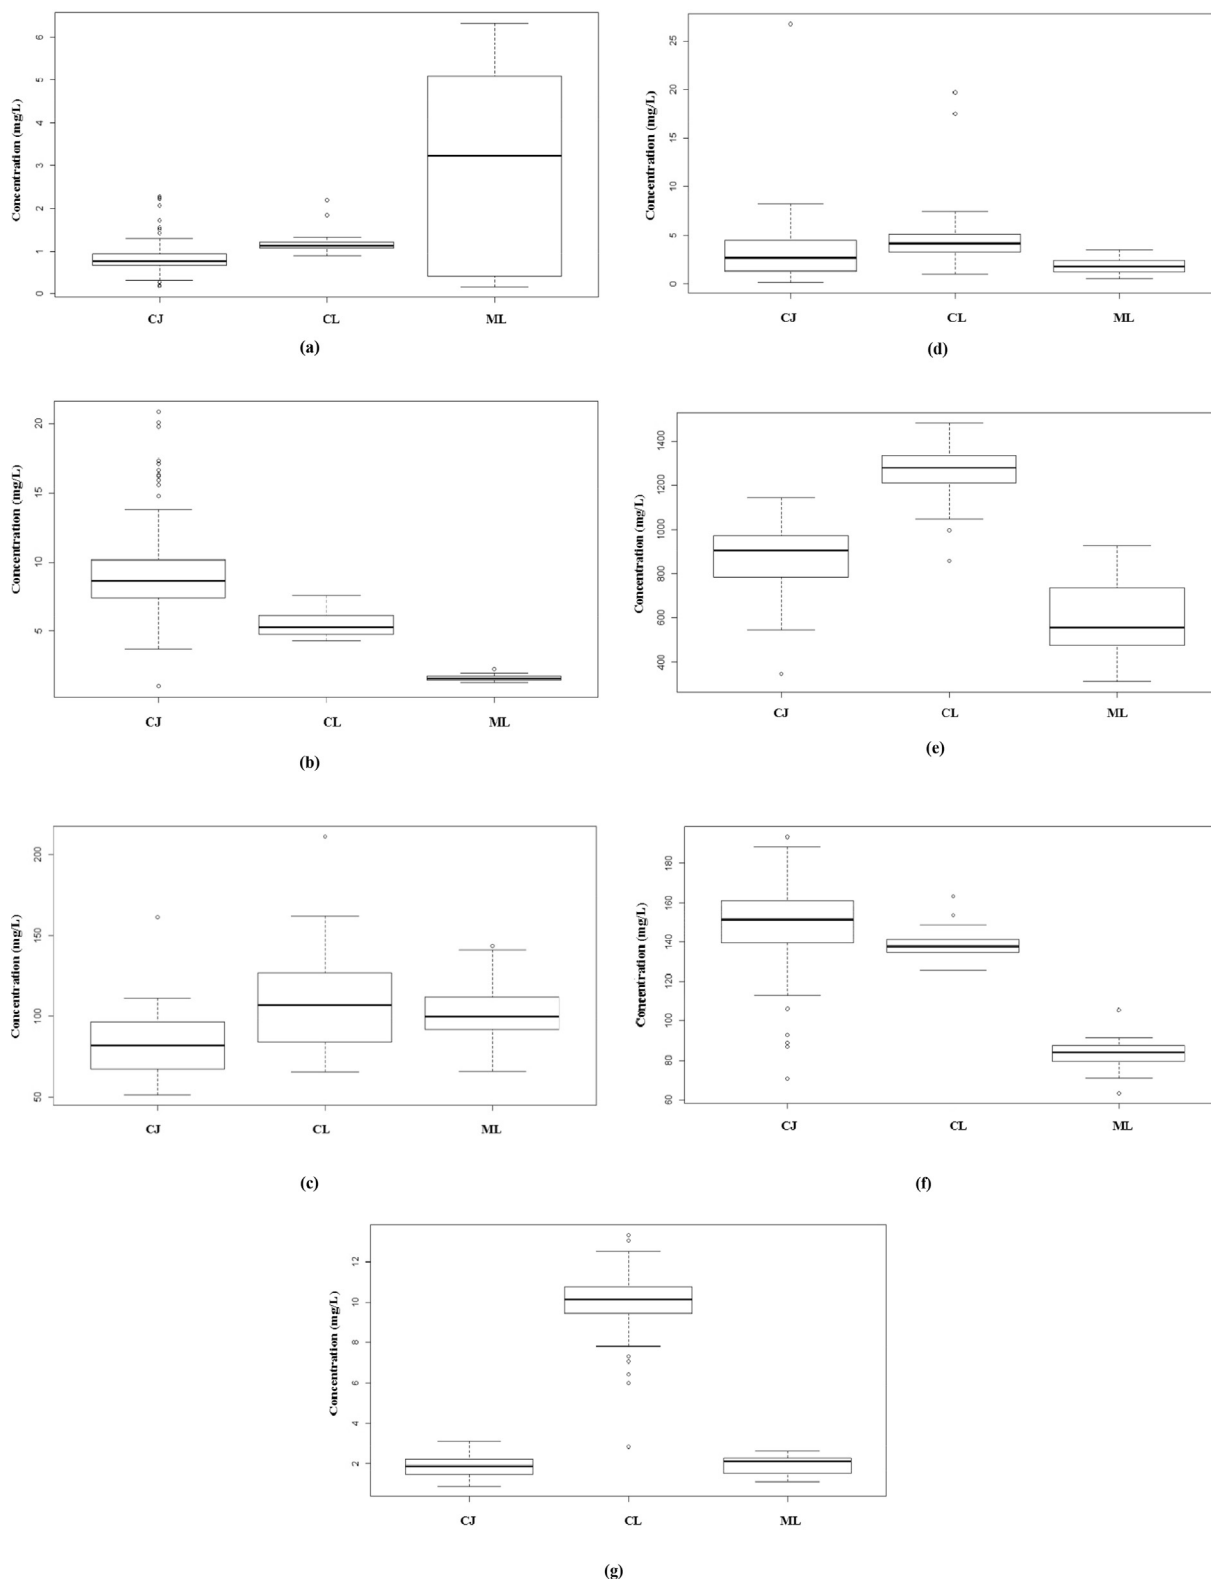 Concentration (mg/L)
6
5
4
3
2
1
0
CJ CL ML
(a)
Concentration (mg/L)
25
20
15
10
5
0
CJ CL ML
(d)
Concentration (mg/L)
20
15
10
5
CJ CL ML
(b)
Concentration (mg/L)
1400
1200
1000
800
600
400
CJ CL ML
(e)
Concentration (mg/L)
200
150
100
50
CJ CL ML
(c)
Concentration (mg/L)
180
160
140
120
100
80
60
CJ CL ML
(f)
Concentration (mg/L)
12
10
8
6
4
2
CJ CL ML
(g)